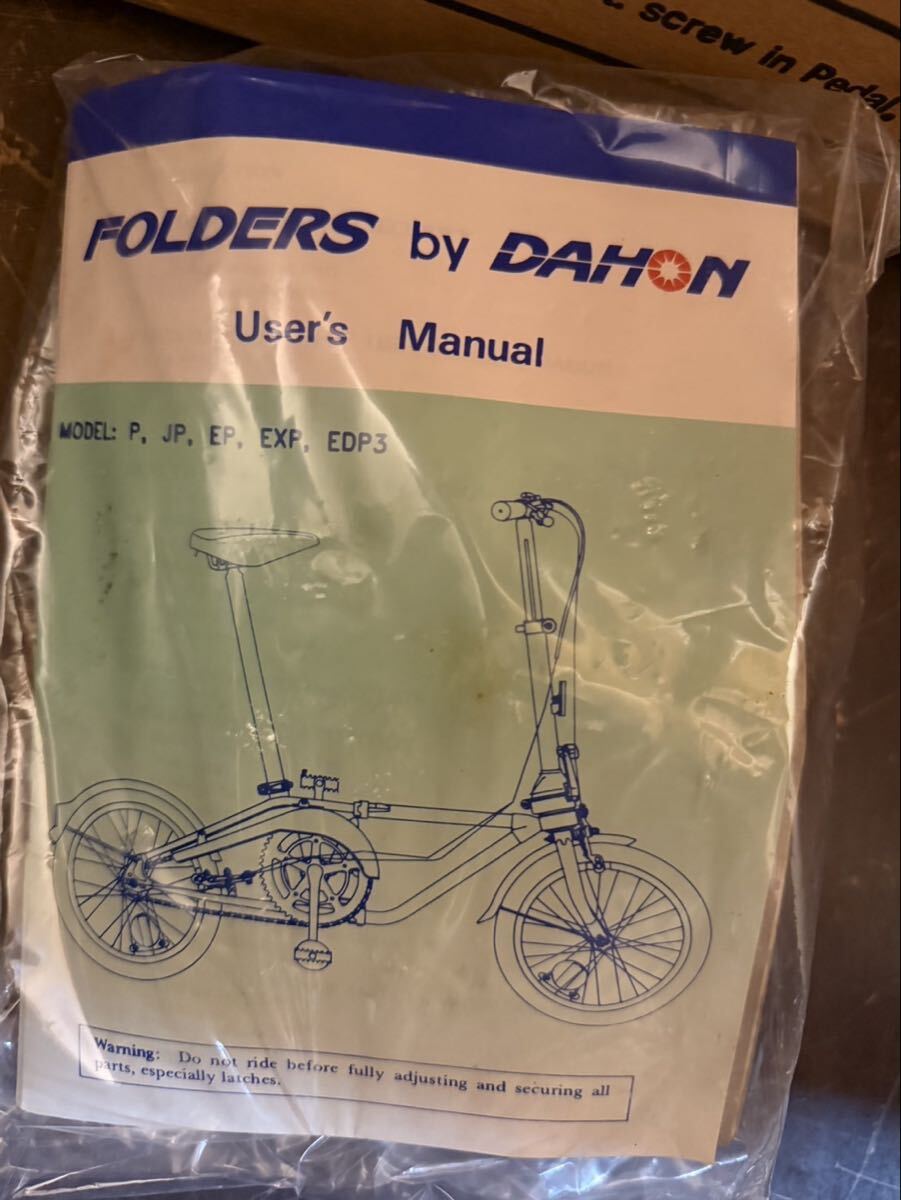 screw in Pedal.
FOLDERS by DAHON
User's Manual
MODEL: P, JP, EP, EXP, EDP3
Warning: Do not ride before fully adjusting and securing all
parts, especially latches.